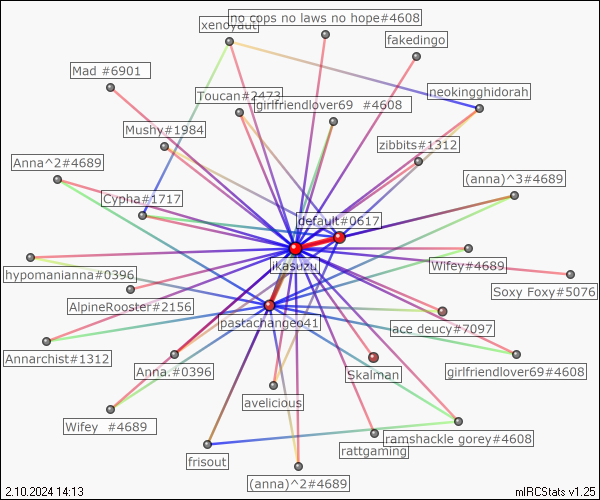 no cops no laws no hope#4608
xenoyaut
fakedingo
Mad #6901
neokingghidorah
Toucan#2473
girlfriendlover69 #4608
Mushy#1984
zibbits#1312
Anna^2#4689
(anna)^3#4689
Cypha#1717
default#0617
ikasuzu
Wifey#4689
hypomanianna#0396
Soxy Foxy#5076
AlpineRooster#2156
pastachangeo41
ace deucy#7097
Annarchist#1312
Anna.#0396
Skalman
girlfriendlover69#4608
avelicious
Wifey #4689
ramshackle gorey#4608
rattgaming
frisout
(anna)^2#4689
2.10.2024 14:13
mIRCStats v1.25